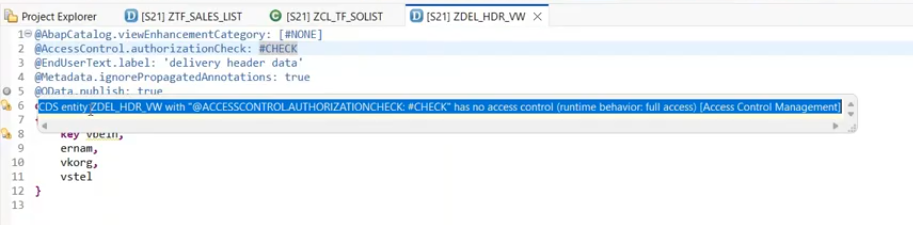 Project Explorer
[S21] ZTF_SALES_LIST
[S21] ZCL_TF_SOLIST
[S21] ZDEL_HDR_VW
1 @AbapCatalog.viewEnhancementCategory: [#NONE]
2 @AccessControl.authorizationCheck: #CHECK
3 @EndUserText.label: 'delivery header data'
4 @Metadata.ignorePropagatedAnnotations: true
5 @OData.publish: true
6
CDS entity ZDEL_HDR_VW with "@ACCESSCONTROL.AUTHORIZATIONCHECK: #CHECK" has no access control (runtime behavior: full access) [Access Control Management]
7
8 key vbeln,
9 ernam,
10 vkorg,
11 vstel
12 }
13